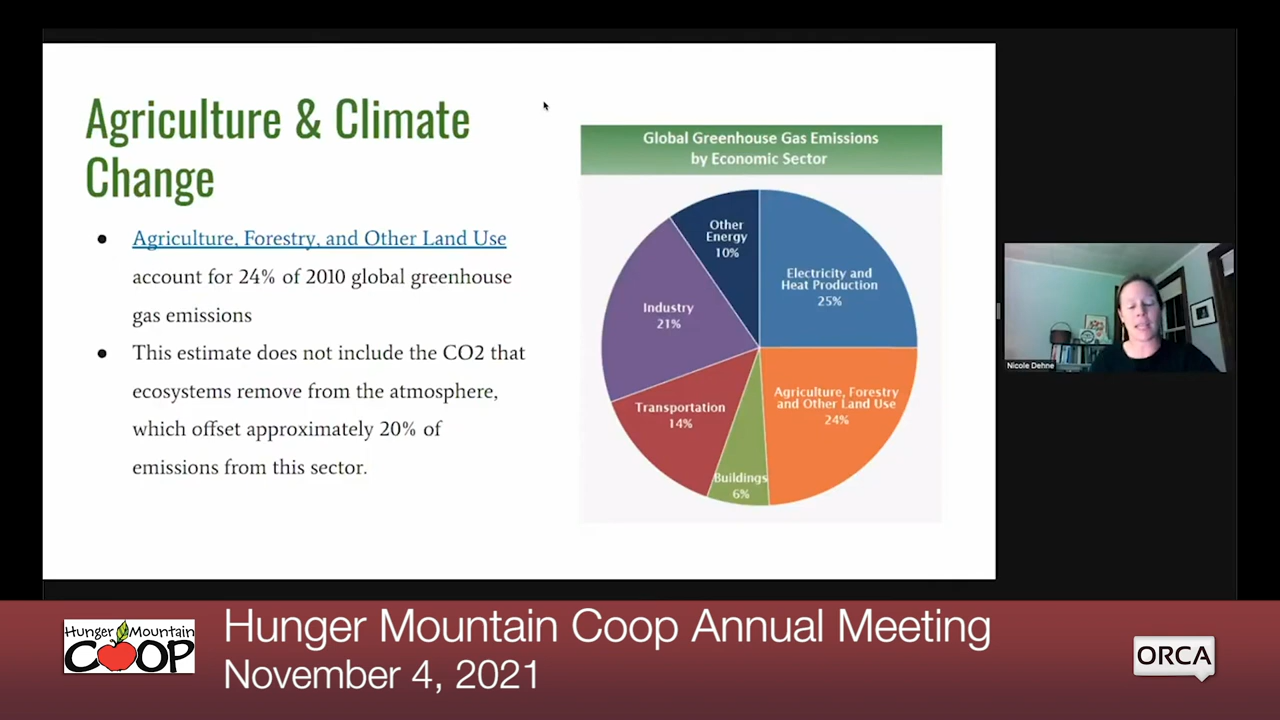 Agriculture & Climate
Change
● Agriculture, Forestry, and Other Land Use
account for 24% of 2010 global greenhouse
gas emissions
● This estimate does not include the CO2 that
ecosystems remove from the atmosphere,
which offset approximately 20% of
emissions from this sector.
Global Greenhouse Gas Emissions
by Economic Sector
Other
Energy
10%
Electricity and
Heat Production
25%
Industry
21%
Agriculture, Forestry
and Other Land Use
24%
Transportation
14%
Buildings
6%
Nicole Dehne
Hunger Mountain
COOP
Hunger Mountain Coop Annual Meeting
November 4, 2021
ORCA